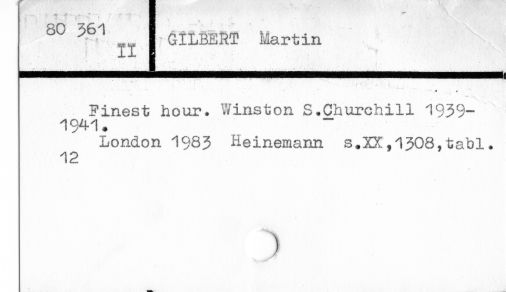 80 361
II
GILBERT Martin
Finest hour. Winston S.Churchill 1939-
1941.
London 1983 Heinemann s.XX,1308,tabl.
12